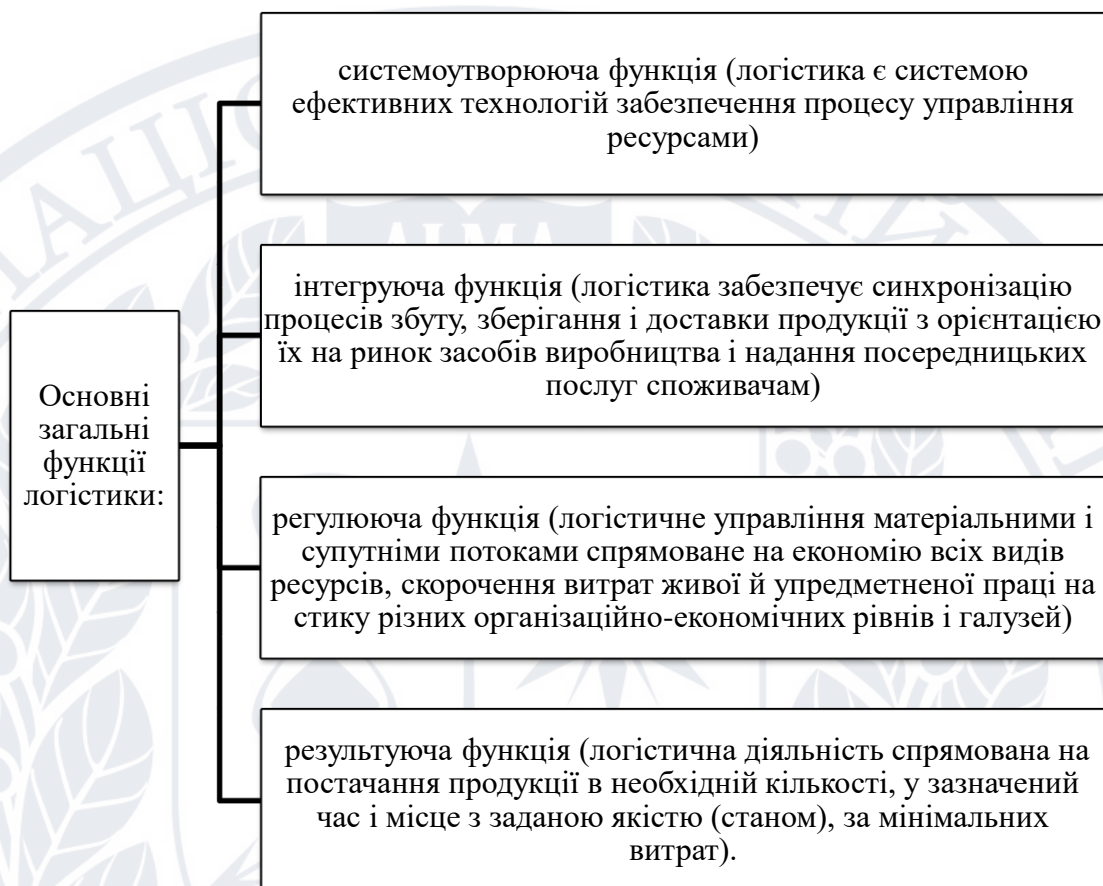 системоутворююча функція (логістика є системою
ефективних технологій забезпечення процесу управління
ресурсами)
інтегруюча функція (логістика забезпечує синхронізацію
процесів збуту, зберігання і доставки продукції з орієнтацією
їх на ринок засобів виробництва і надання посередницьких
послуг споживачам)
Основні
загальні
функції
логістики:
регулююча функція (логістичне управління матеріальними і
супутніми потоками спрямоване на економію всіх видів
ресурсів, скорочення витрат живої й упредметненої праці на
стику різних організаційно-економічних рівнів і галузей)
результуюча функція (логістична діяльність спрямована на
постачання продукції в необхідній кількості, у зазначений
час і місце з заданою якістю (станом), за мінімальних
витрат).